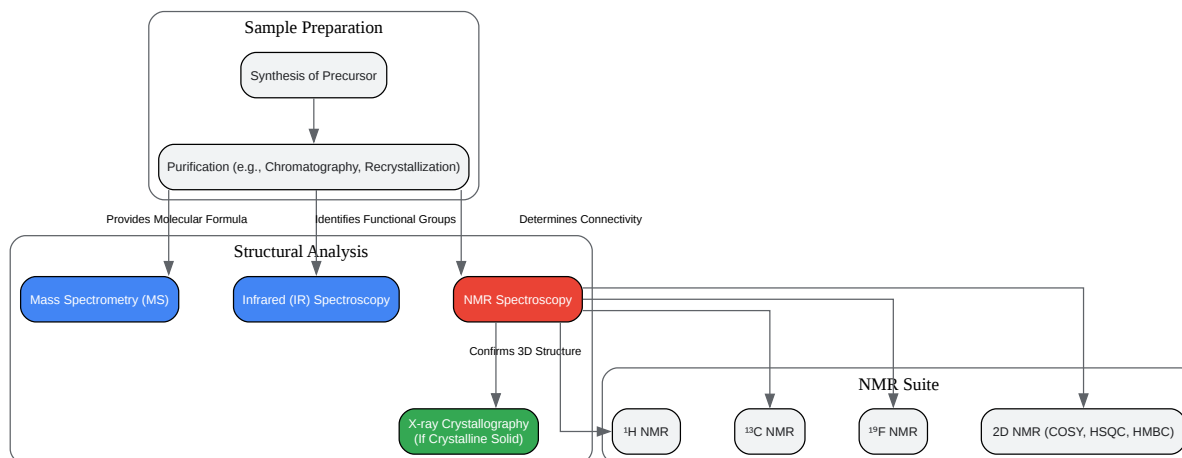 Sample Preparation
Synthesis of Precursor
Purification (e.g., Chromatography, Recrystallization)
Provides Molecular Formula
Identifies Functional Groups
Determines Connectivity
Structural Analysis
Mass Spectrometry (MS)
Infrared (IR) Spectroscopy
NMR Spectroscopy
Confirms 3D Structure
NMR Suite
X-ray Crystallography
(If Crystalline Solid)
¹H NMR
¹³C NMR
¹⁹F NMR
2D NMR (COSY, HSQC, HMBC)